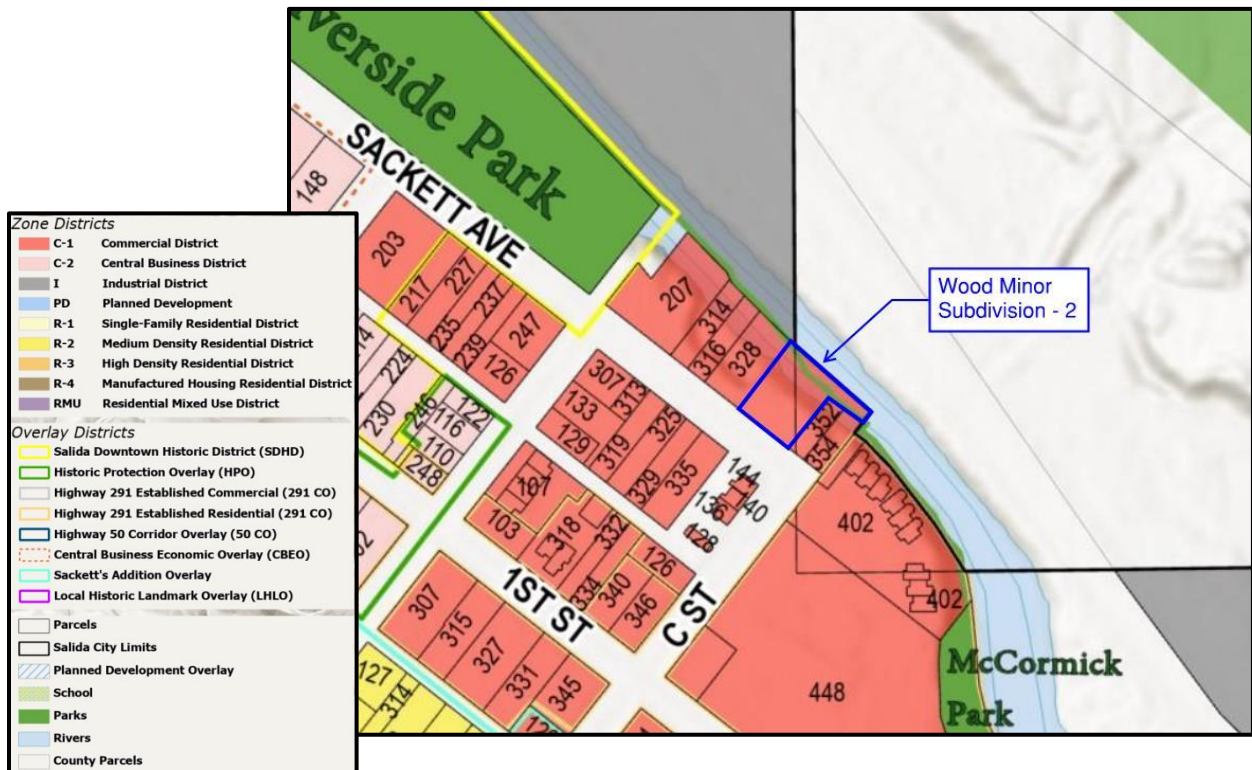 verside Park
SACKETT AVE
148
203
217
227
235
237
239
247
126
207
314
316
328
Wood Minor
Subdivision - 2
352
354
224
230
246
122
116
110
248
307
313
133
129
319
325
329
335
144
136
140
128
402
107
103
318
332
334
340
126
346
1ST ST
C ST
402
307
315
327
331
345
448
McCormick
Park
127
314
Zone Districts
C-1 Commercial District
C-2 Central Business District
I Industrial District
PD Planned Development
R-1 Single-Family Residential District
R-2 Medium Density Residential District
R-3 High Density Residential District
R-4 Manufactured Housing Residential District
RMU Residential Mixed Use District
Overlay Districts
Salida Downtown Historic District (SDHD)
Historic Protection Overlay (HPO)
Highway 291 Established Commercial (291 CO)
Highway 291 Established Residential (291 CO)
Highway 50 Corridor Overlay (50 CO)
Central Business Economic Overlay (CBEO)
Sackett's Addition Overlay
Local Historic Landmark Overlay (LHLO)
Parcels
Salida City Limits
Planned Development Overlay
School
Parks
Rivers
County Parcels